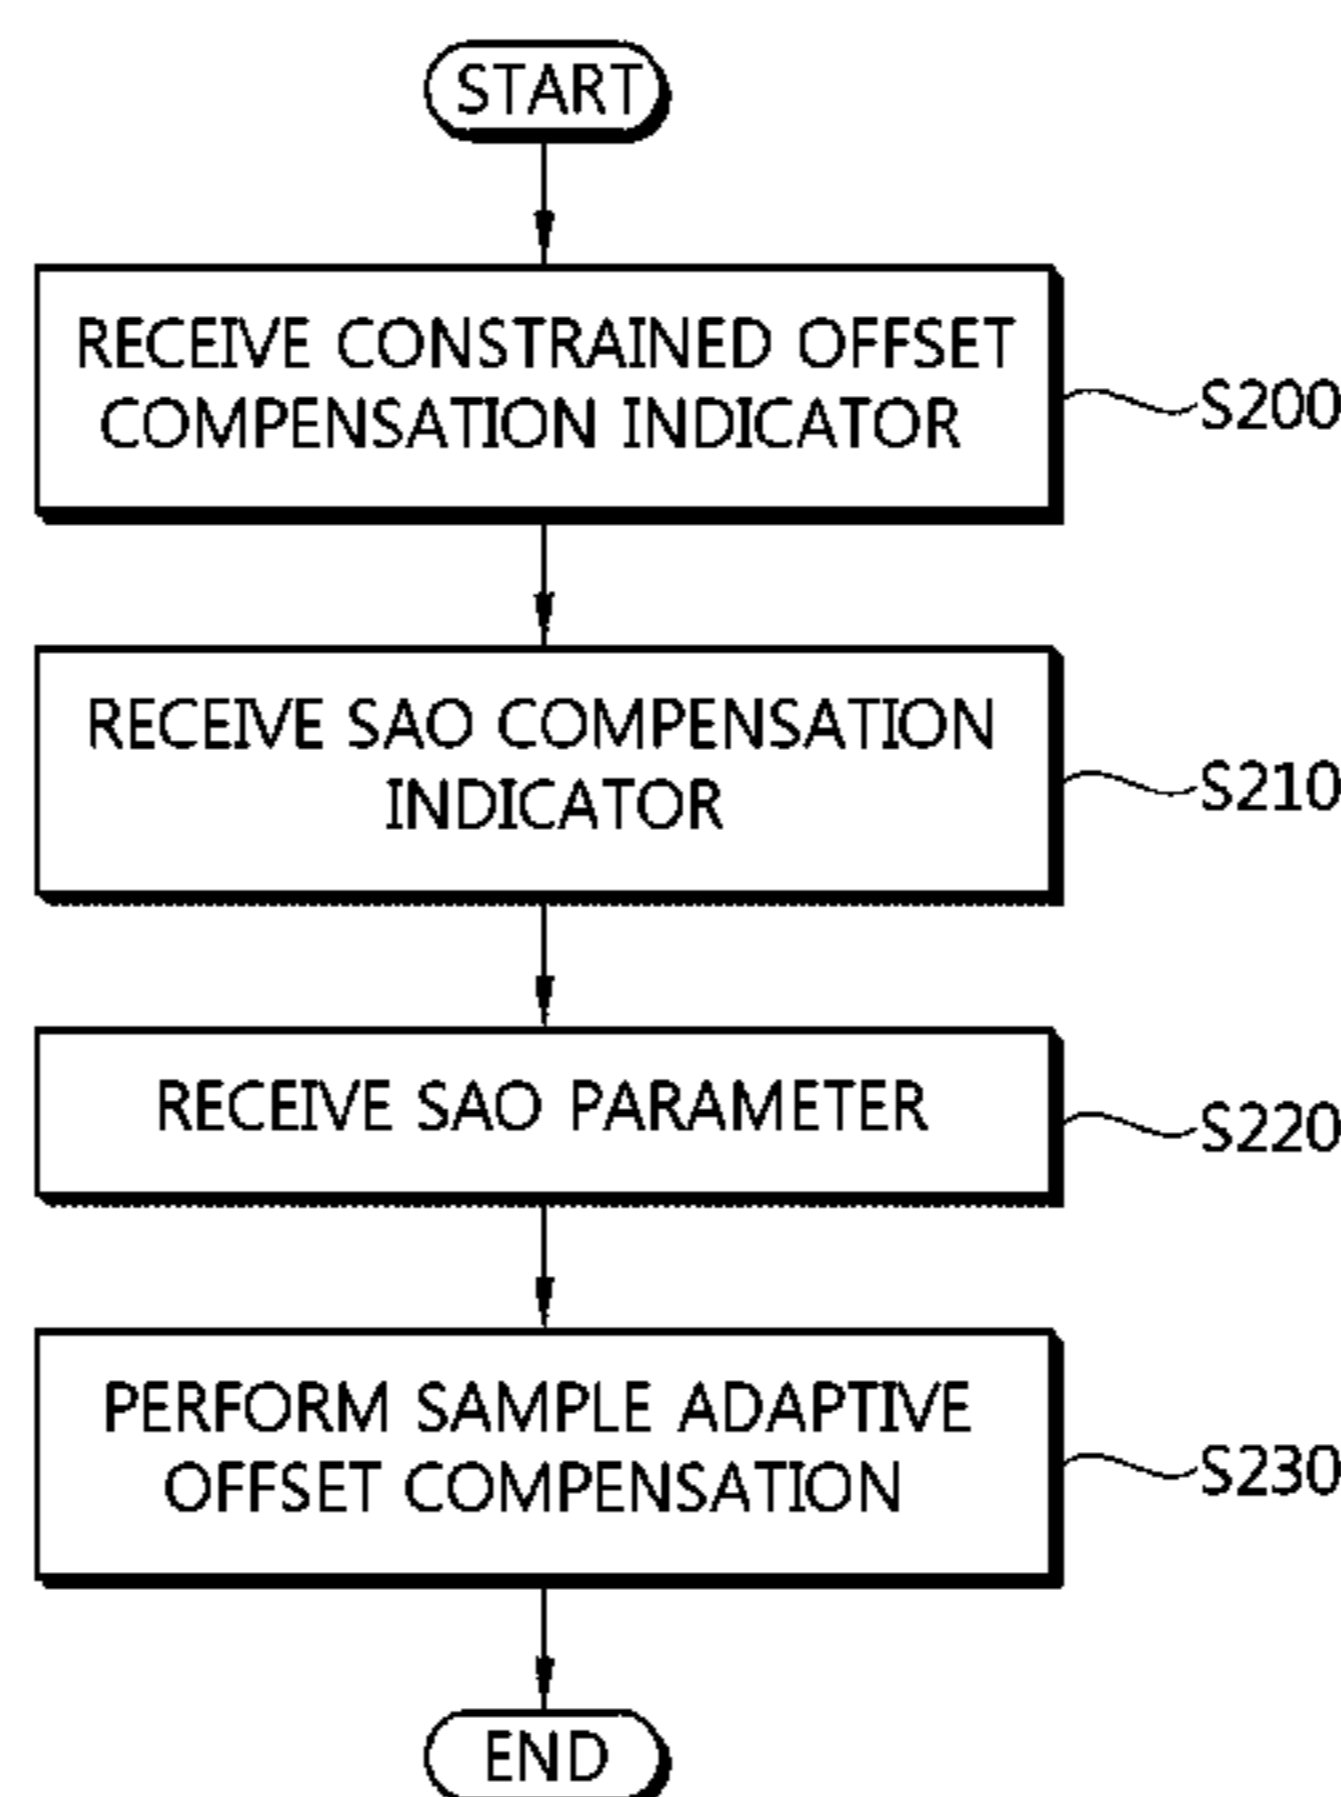 START
RECEIVE CONSTRAINED OFFSET
COMPENSATION INDICATOR
S200
RECEIVE SAO COMPENSATION
INDICATOR
S210
RECEIVE SAO PARAMETER
S220
PERFORM SAMPLE ADAPTIVE
OFFSET COMPENSATION
S230
END